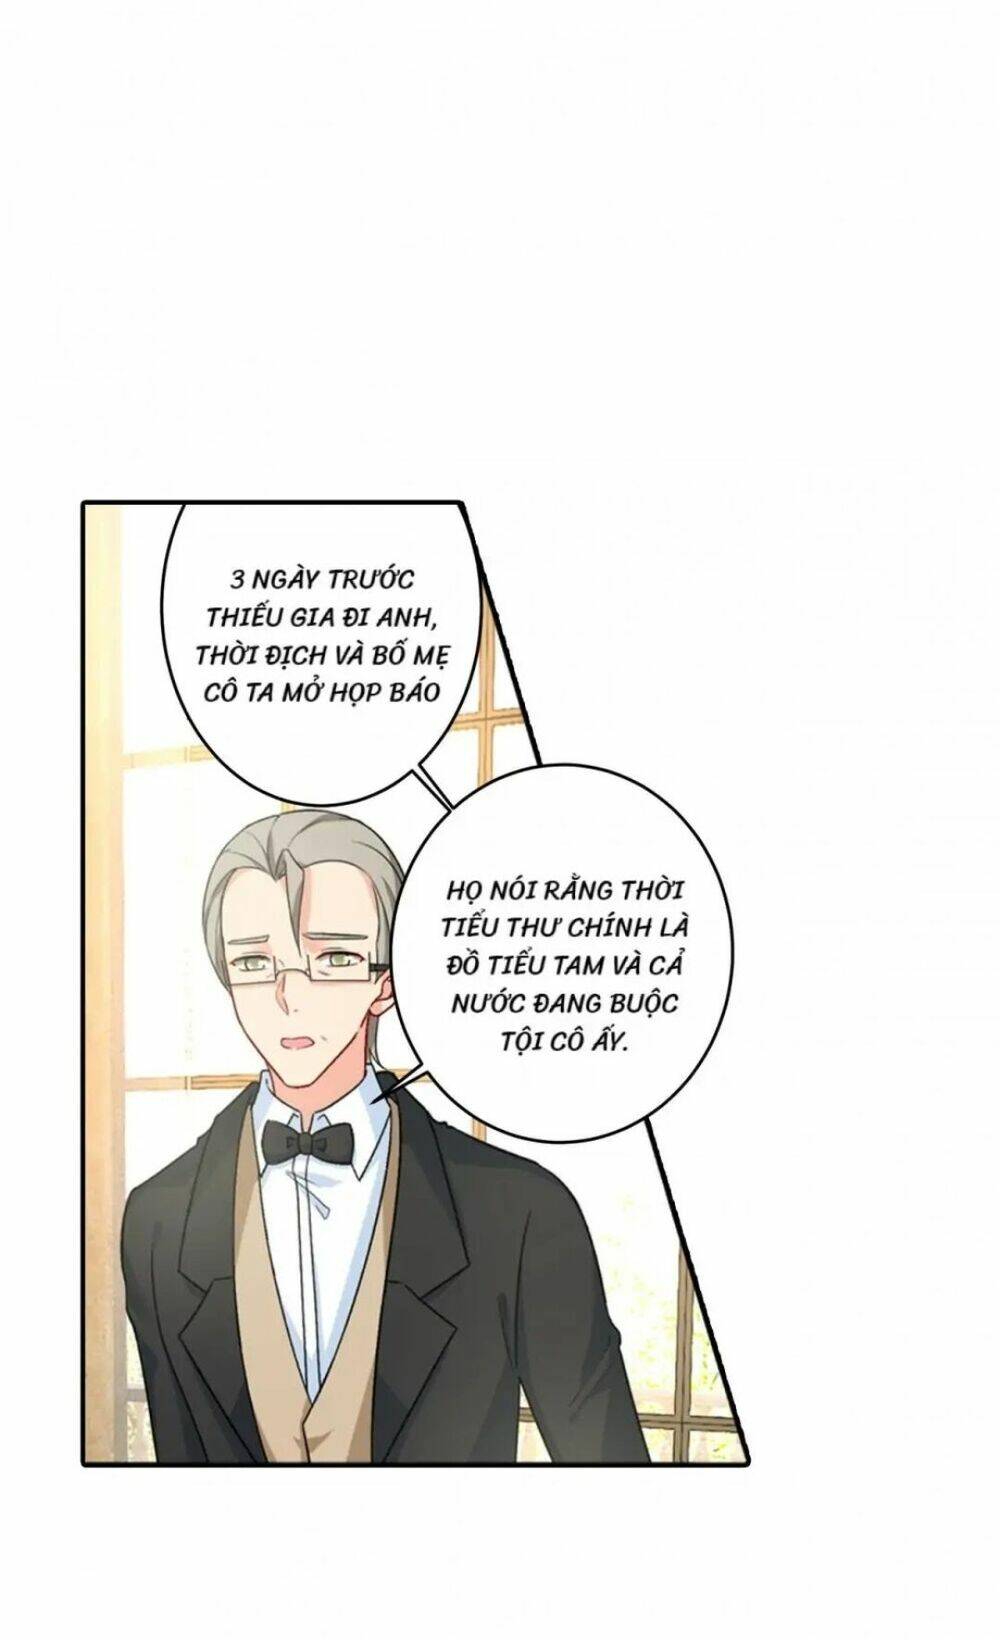 3 NGÀY TRƯỚC
THIẾU GIA ĐI ANH,
THỜI ĐỊCH VÀ BỐ MẸ
CÔ TA MỞ HỌP BÁO
HỌ NÓI RẰNG THỜI
TIỂU THƯ CHÍNH LÀ
ĐỒ TIỂU TAM VÀ CẢ
NƯỚC ĐANG BUỘC
TỘI CÔ ẤY.